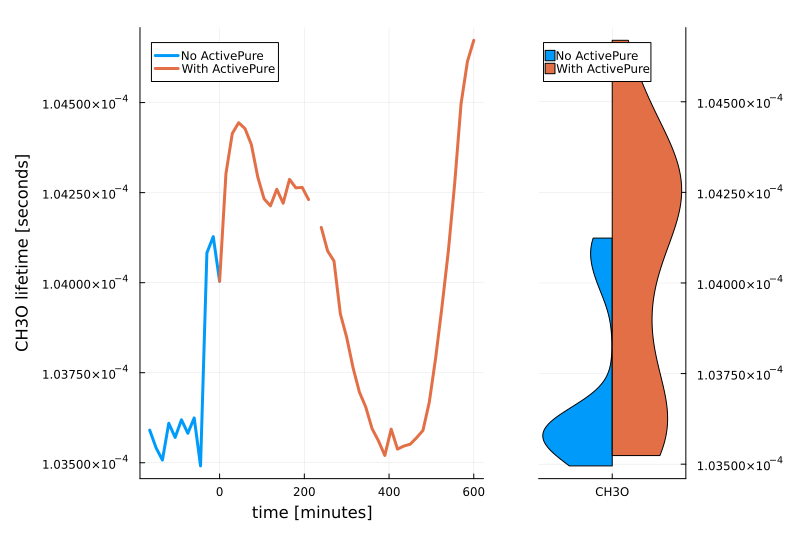 No ActivePure
With ActivePure
1.04500×10⁻⁴
1.04250×10⁻⁴
1.04000×10⁻⁴
1.03750×10⁻⁴
1.03500×10⁻⁴
CH3O lifetime [seconds]
0 200 400 600
time [minutes]
No ActivePure
With ActivePure
1.04500×10⁻⁴
1.04250×10⁻⁴
1.04000×10⁻⁴
1.03750×10⁻⁴
1.03500×10⁻⁴
CH3O